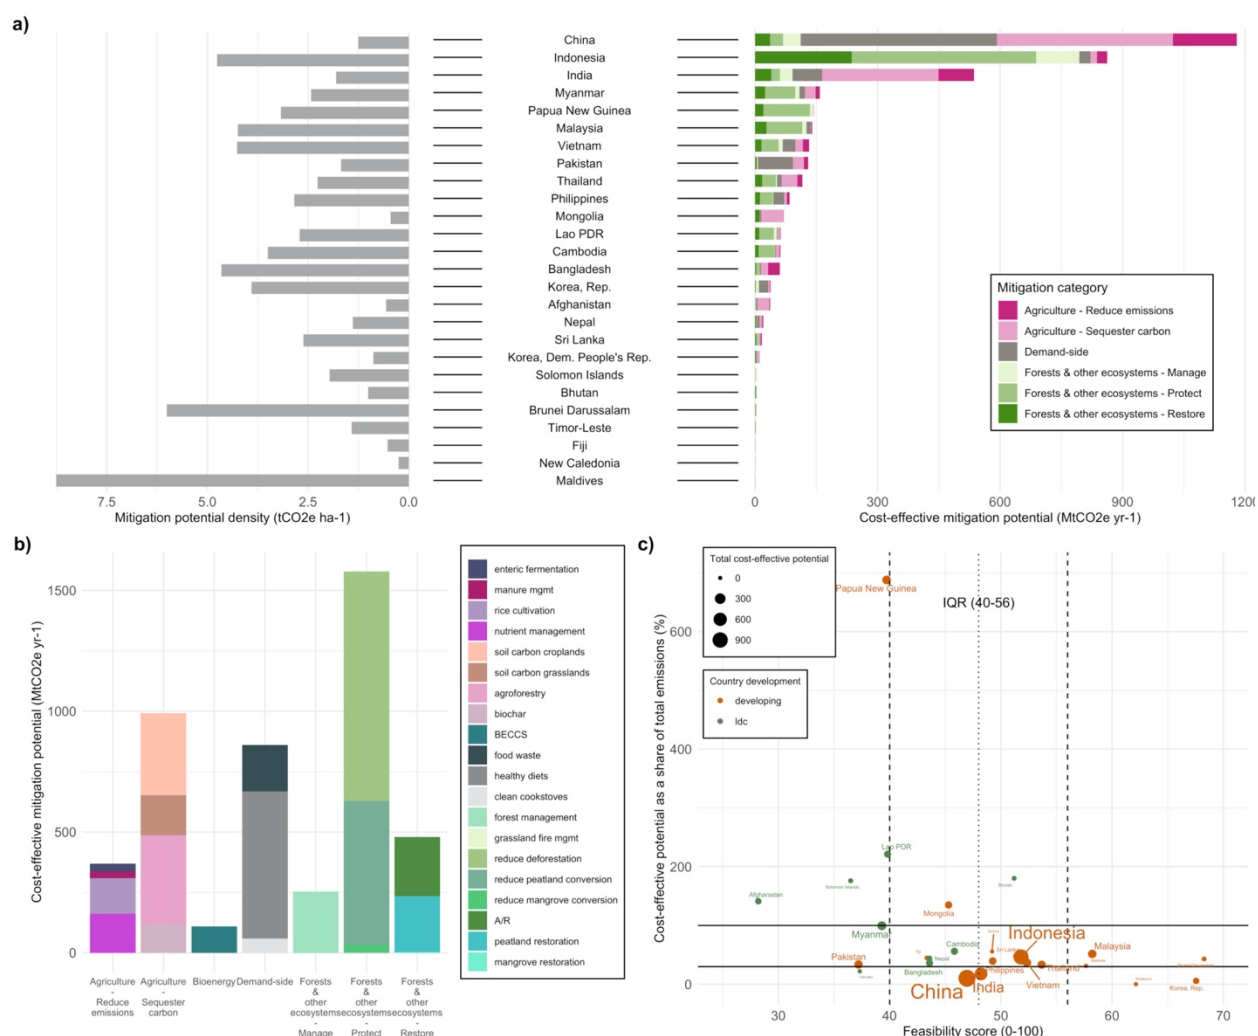 a)
China
Indonesia
India
Myanmar
Papua New Guinea
Malaysia
Vietnam
Pakistan
Thailand
Philippines
Mongolia
Lao PDR
Cambodia
Bangladesh
Korea, Rep.
Afghanistan
Nepal
Sri Lanka
Korea, Dem. People's Rep.
Solomon Islands
Bhutan
Brunei Darussalam
Timor-Leste
Fiji
New Caledonia
Maldives
7.5 5.0 2.5 0.0
Mitigation potential density (tCO2e ha-1)
0 300 600 900 1200
Cost-effective mitigation potential (MtCO2e yr-1)
Mitigation category
Agriculture - Reduce emissions
Agriculture - Sequester carbon
Demand-side
Forests & other ecosystems - Manage
Forests & other ecosystems - Protect
Forests & other ecosystems - Restore
b)
Cost-effective mitigation potential (MtCO2e yr-1)
1500
1000
500
0
Agriculture
-
Reduce
emissions
Agriculture
-
Sequester
carbon
Bioenergy
Demand-side
Forests
&
other
ecosystems
-
Manage
Forests
&
other
ecosystems
-
Protect
Forests
&
other
ecosystems
-
Restore
enteric fermentation
manure mgmt
rice cultivation
nutrient management
soil carbon croplands
soil carbon grasslands
agroforestry
biochar
BECCS
food waste
healthy diets
clean cookstoves
forest management
grassland fire mgmt
reduce deforestation
reduce peatland conversion
reduce mangrove conversion
A/R
peatland restoration
mangrove restoration
c)
Cost-effective potential as a share of total emissions (%)
600
400
200
0
Total cost-effective potential
0
300
600
900
Country development
developing
ldc
Papua New Guinea
IQR (40-56)
Lao PDR
Solomon Islands
Bhutan
Afghanistan
Mongolia
Myanmar
Indonesia
Cambodia
Sri Lanka
Malaysia
Pakistan
Nepal
Bangladesh
Philippines
Thailand
Vietnam
China
India
Korea, Rep.
30 40 50 60 70
Feasibility score (0-100)